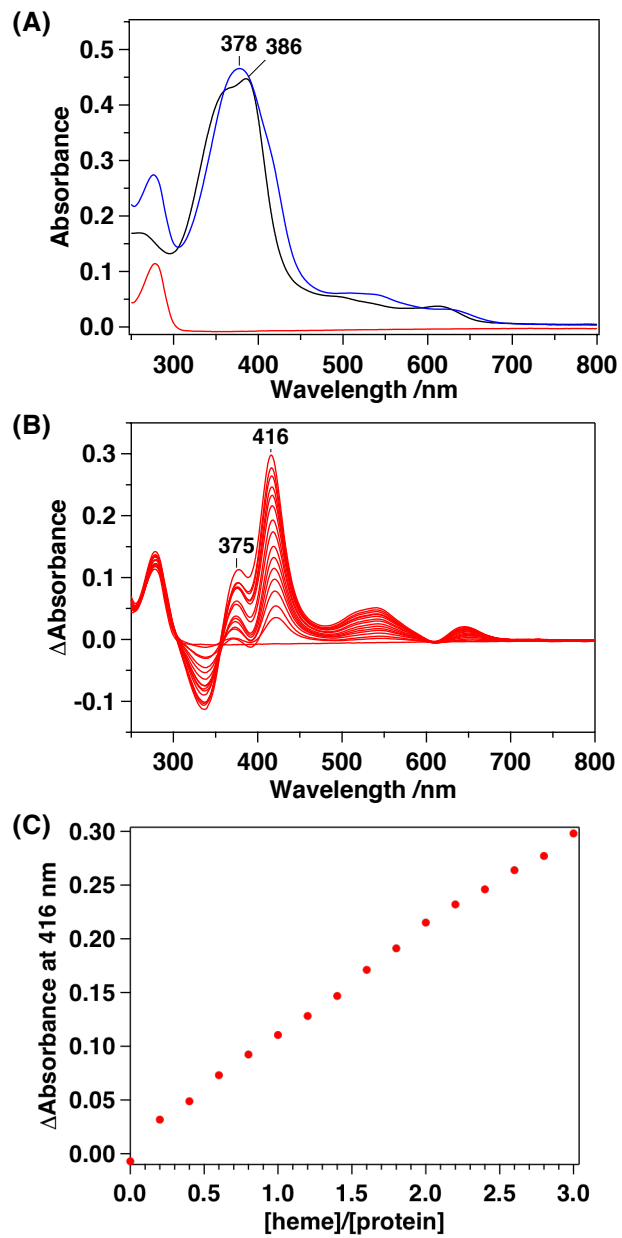 (A)
378
386
0.5
0.4
0.3
0.2
0.1
0.0
Absorbance
300 400 500 600 700 800
Wavelength /nm
(B)
416
375
0.3
0.2
0.1
0.0
-0.1
ΔAbsorbance
300 400 500 600 700 800
Wavelength /nm
(C)
0.30
0.25
0.20
0.15
0.10
0.05
0.00
ΔAbsorbance at 416 nm
0.0 0.5 1.0 1.5 2.0 2.5 3.0
[heme]/[protein]